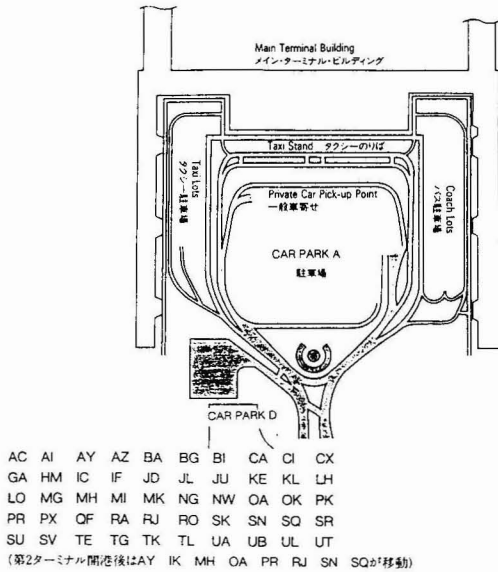 Main Terminal Building
メイン・ターミナル・ビルディング
Taxi Stand タクシーのりば
Taxi Lots
タクシー駐車場
Private Car Pick-up Point
一般車寄せ
Coach Lots
バス駐車場
CAR PARK A
駐車場
CAR PARK D
AC AI AY AZ BA BG BI CA CI CX
GA HM IC IF JD JL JU KE KL LH
LO MG MH MI MK NG NW OA OK PK
PR PX QF RA RJ RO SK SN SQ SR
SU SV TE TG TK TL UA UB UL UT
(第2ターミナル開港後はAY IK MH OA PR RJ SN SQが移動)